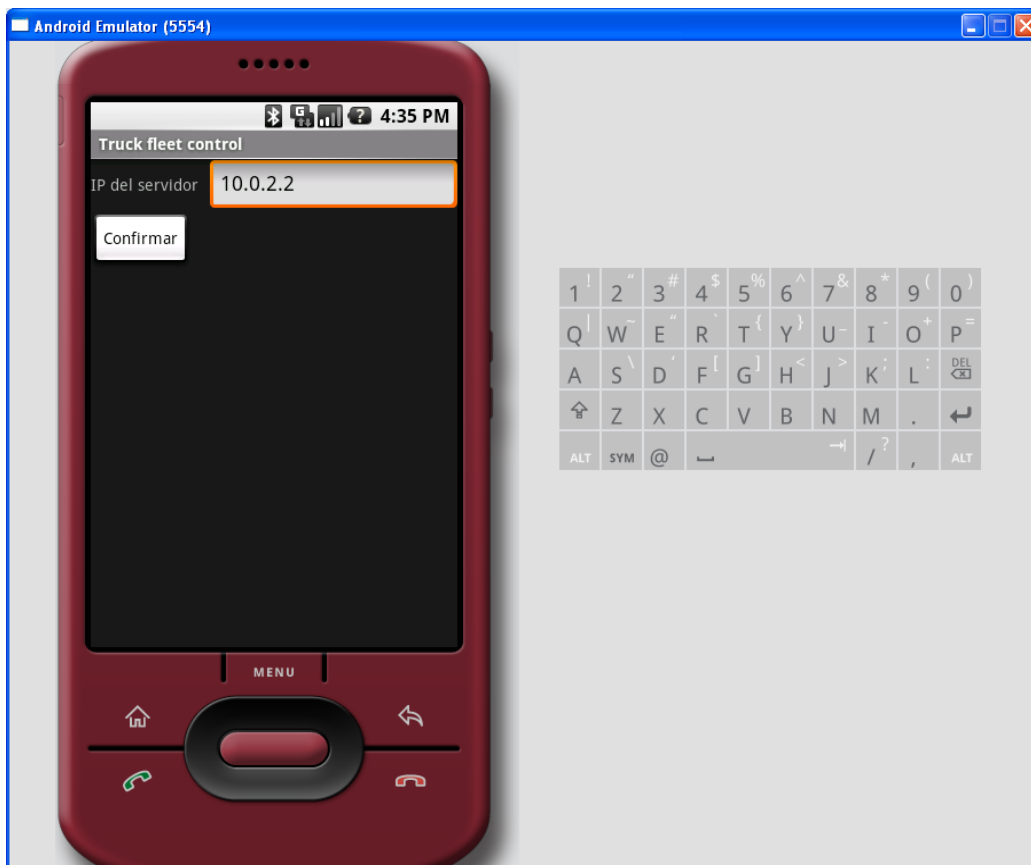 Android Emulator (5554)
G ? 4:35 PM
Truck fleet control
IP del servidor 10.0.2.2
Confirmar
1 ! 2 “ 3 # 4 $ 5 % 6 ^ 7 & 8 * 9 ( 0 )
Q | W ~ E “ R ` T { Y } U - I - O + P =
A S \ D ‘ F [ G ] H < J > K ; L : DEL
Z X C V B N M .
ALT SYM @ / ? , ALT
MENU